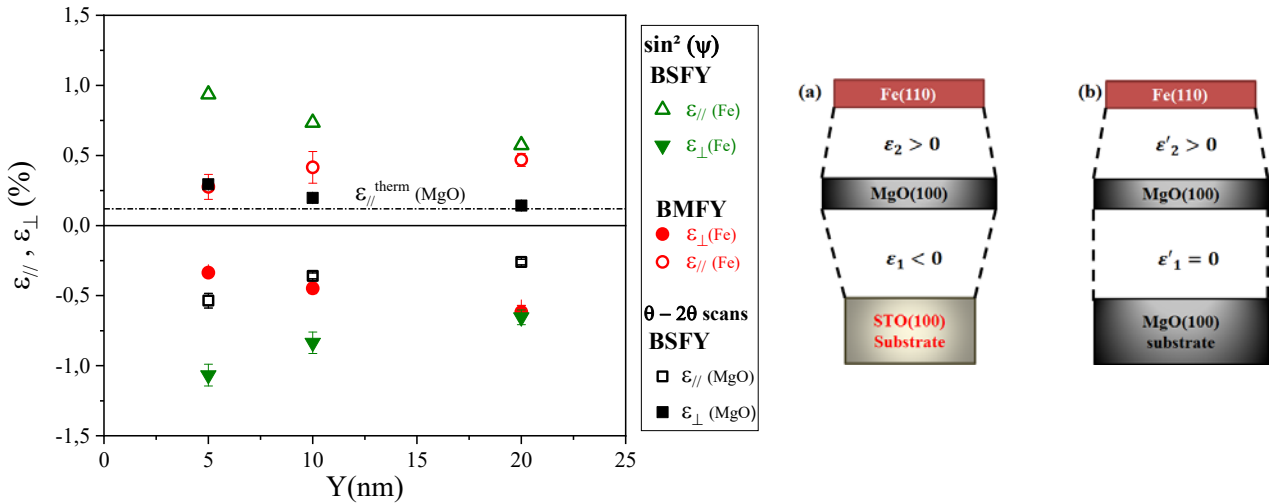 1,5
1,0
0,5
0,0
-0,5
-1,0
-1,5
ε// , ε⊥ (%)
0
5
10
15
20
25
Y(nm)
ε//therm (MgO)
sin² (ψ)
BSFY
ε// (Fe)
ε⊥(Fe)
BMFY
ε⊥(Fe)
ε// (Fe)
θ – 2θ scans
BSFY
ε// (MgO)
ε⊥ (MgO)
(a)
Fe(110)
ε₂ > 0
MgO(100)
ε₁ < 0
STO(100)
Substrate
(b)
Fe(110)
ε'₂ > 0
MgO(100)
ε'₁ = 0
MgO(100)
substrate